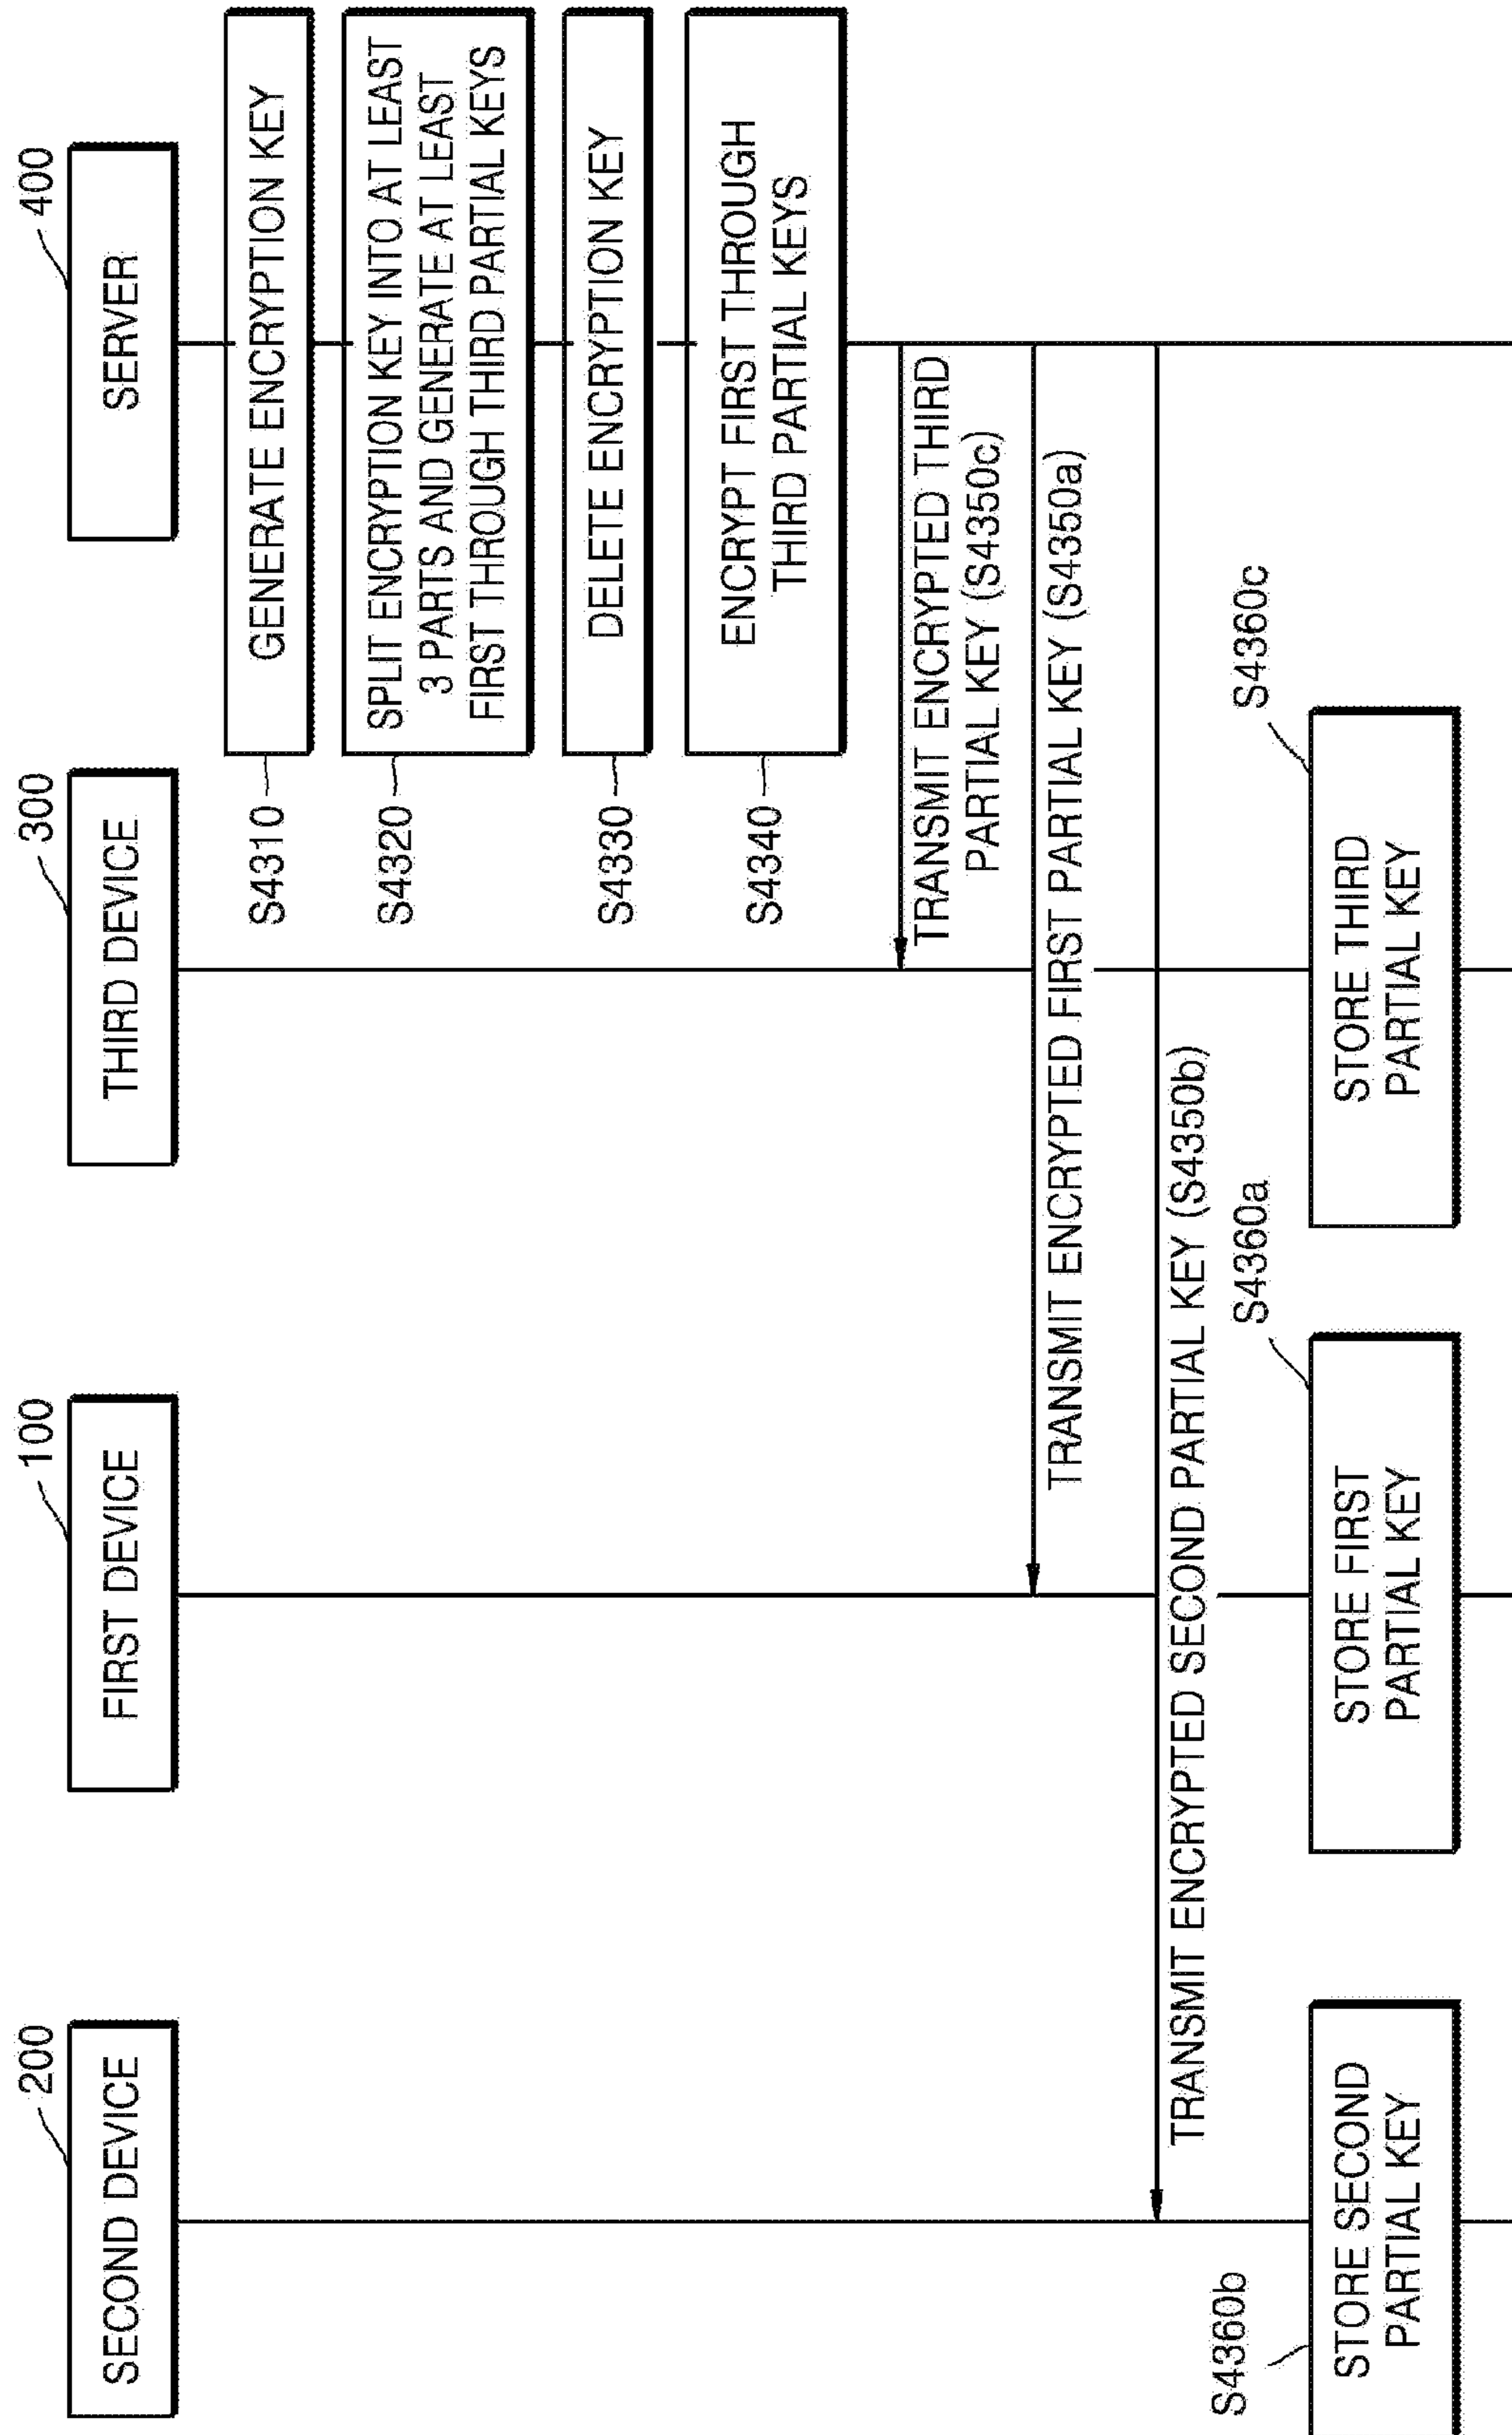 200
SECOND DEVICE
100
FIRST DEVICE
300
THIRD DEVICE
400
SERVER
S4310
GENERATE ENCRYPTION KEY
S4320
SPLIT ENCRYPTION KEY INTO AT LEAST
3 PARTS AND GENERATE AT LEAST
FIRST THROUGH THIRD PARTIAL KEYS
S4330
DELETE ENCRYPTION KEY
S4340
ENCRYPT FIRST THROUGH
THIRD PARTIAL KEYS
TRANSMIT ENCRYPTED THIRD
PARTIAL KEY (S4350c)
TRANSMIT ENCRYPTED FIRST PARTIAL KEY (S4350a)
TRANSMIT ENCRYPTED SECOND PARTIAL KEY (S4350b)
S4360b
STORE SECOND
PARTIAL KEY
S4360a
STORE FIRST
PARTIAL KEY
S4360c
STORE THIRD
PARTIAL KEY